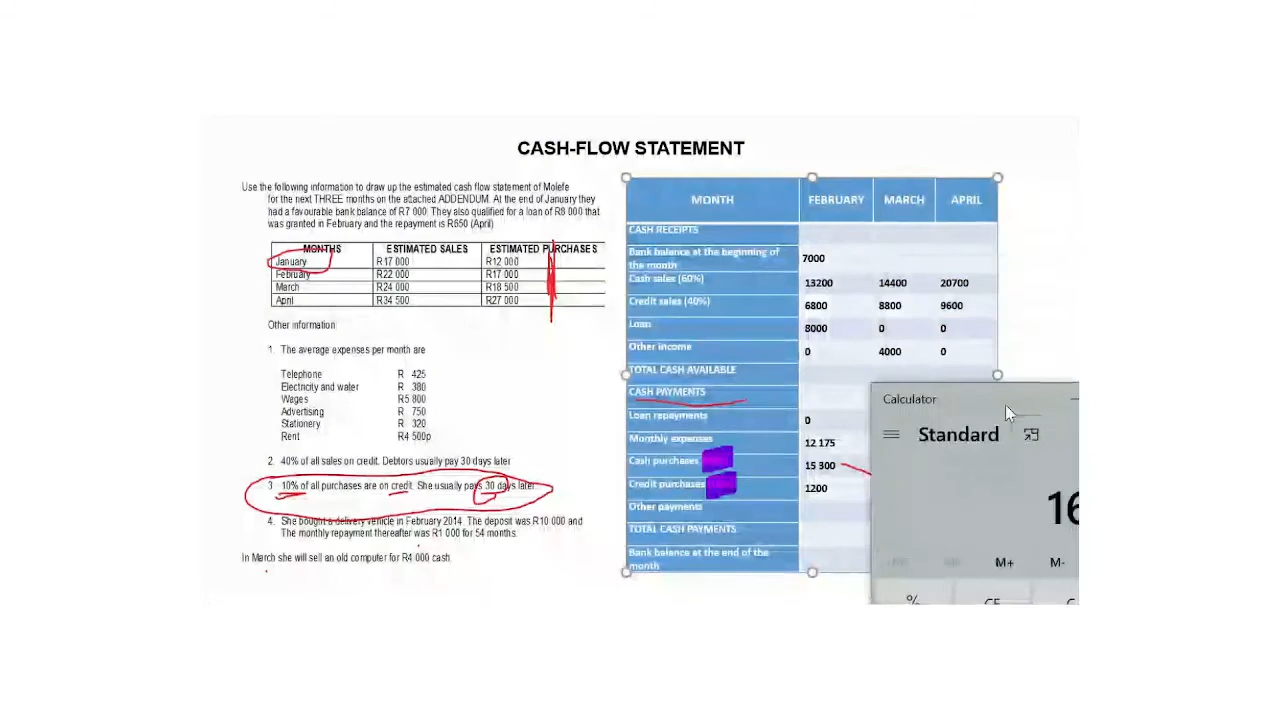 CASH-FLOW STATEMENT
Use the following information to draw up the estimated cash flow statement of Molefe
for the next THREE months on the attached ADDENDUM. At the end of January they
had a favourable bank balance of R7 000. They also qualified for a loan of R8 000 that
was granted in February and the repayment is R650 (April)
MONTHS ESTIMATED SALES ESTIMATED PURCHASES
January R17 000 R12 000
February R22 000 R17 000
March R24 000 R18 500
April R34 500 R27 000
Other information
1. The average expenses per month are
Telephone R 425
Electricity and water R 380
Wages R5 800
Advertising R 750
Stationery R 320
Rent R4 500p
2. 40% of all sales on credit. Debtors usually pay 30 days later
3 10% of all purchases are on credit. She usually pays 30 days later
4. She bought a delivery vehicle in February 2014. The deposit was R10 000 and
The monthly repayment thereafter was R1 000 for 54 months.
In March she will sell an old computer for R4 000 cash
MONTH FEBRUARY MARCH APRIL
CASH RECEIPTS
Bank balance at the beginning of
the month 7000
Cash sales (60%) 13200 14400 20700
Credit sales (40%) 6800 8800 9600
Loan 8000 0 0
Other income 0 4000 0
TOTAL CASH AVAILABLE
CASH PAYMENTS
Loan repayments 0
Monthly expenses 12 175
Cash purchases 15 300
Credit purchases 1200
Other payments
TOTAL CASH PAYMENTS
Bank balance at the end of the
month
Calculator
Standard
16
M+ M-
% CE C